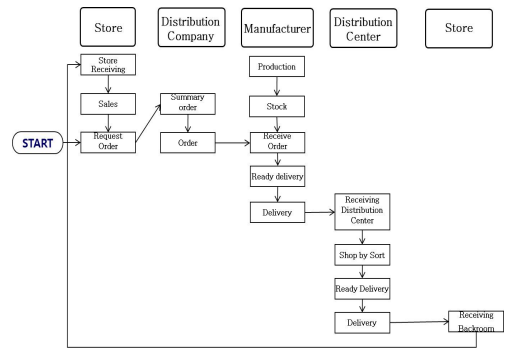 Store
Distribution
Company
Manufacturer
Distribution
Center
Store
Store
Receiving
Sales
START
Request
Order
Summary
order
Order
Production
Stock
Receive
Order
Ready delivery
Delivery
Receiving
Distribution
Center
Shop by Sort
Ready Delivery
Delivery
Receiving
Backroom